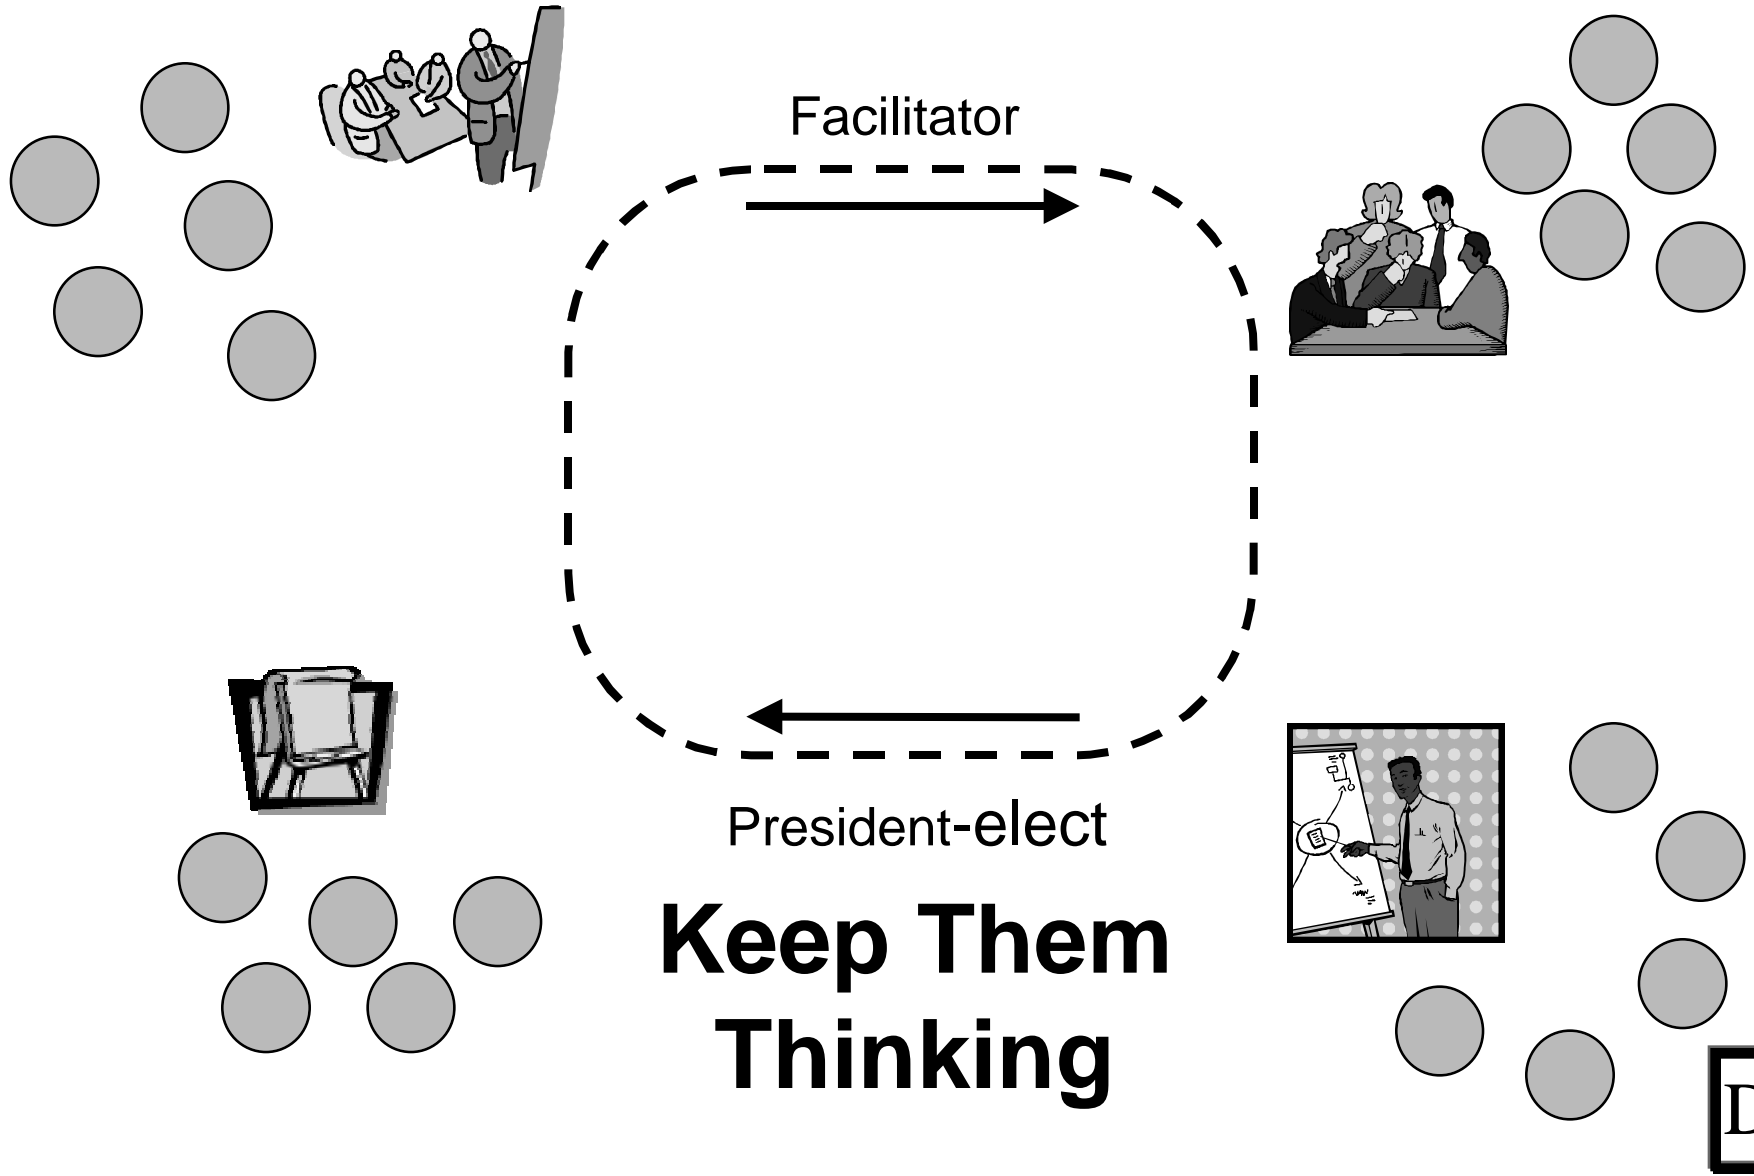 Facilitator
President-elect
Keep Them
Thinking
D